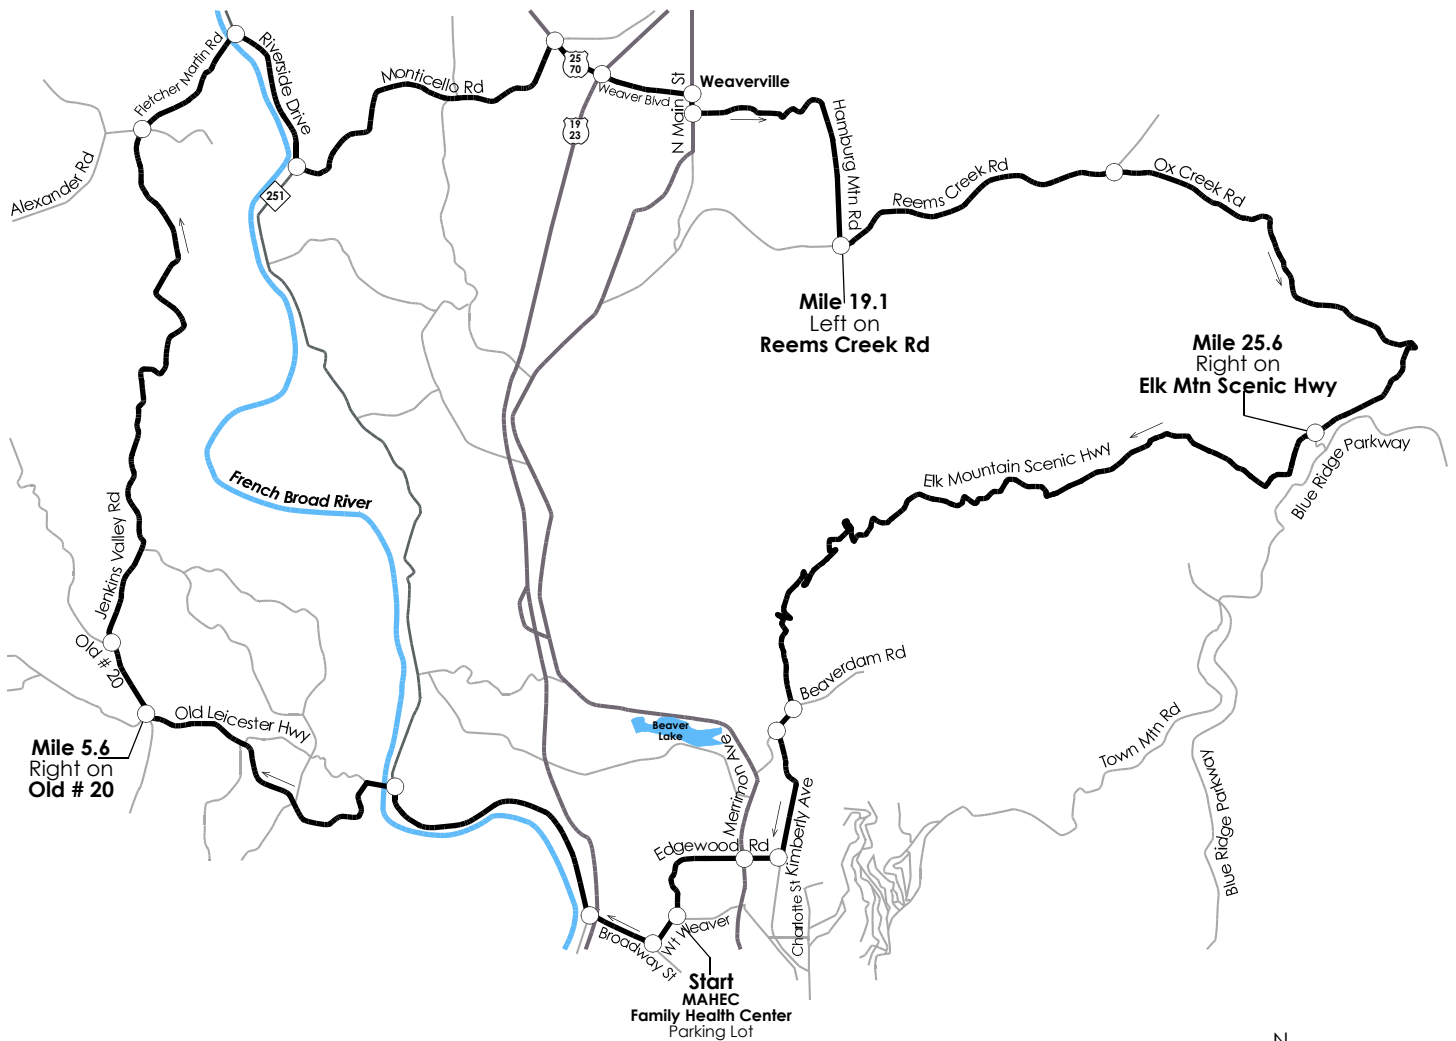 Fletcher Martin Rd
Riverside Drive
Monticello Rd
25
70
Weaver Blvd
19
23
N Main St
Weaverville
Hamburg Mtn Rd
Reems Creek Rd
Ox Creek Rd
Alexander Rd
251
Mile 19.1
Left on
Reems Creek Rd
Mile 25.6
Right on
Elk Mtn Scenic Hwy
Blue Ridge Parkway
Elk Mountain Scenic Hwy
French Broad River
Jenkins Valley Rd
Old # 20
Old Leicester Hwy
Mile 5.6
Right on
Old # 20
Beaverdam Rd
Beaver
Lake
Merrimon Ave
Town Mtn Rd
Blue Ridge Parkway
Kimberly Ave
Edgewood Rd
Charlotte St
Wt Weaver
Broadway St
Start
MAHEC
Family Health Center
Parking Lot
N